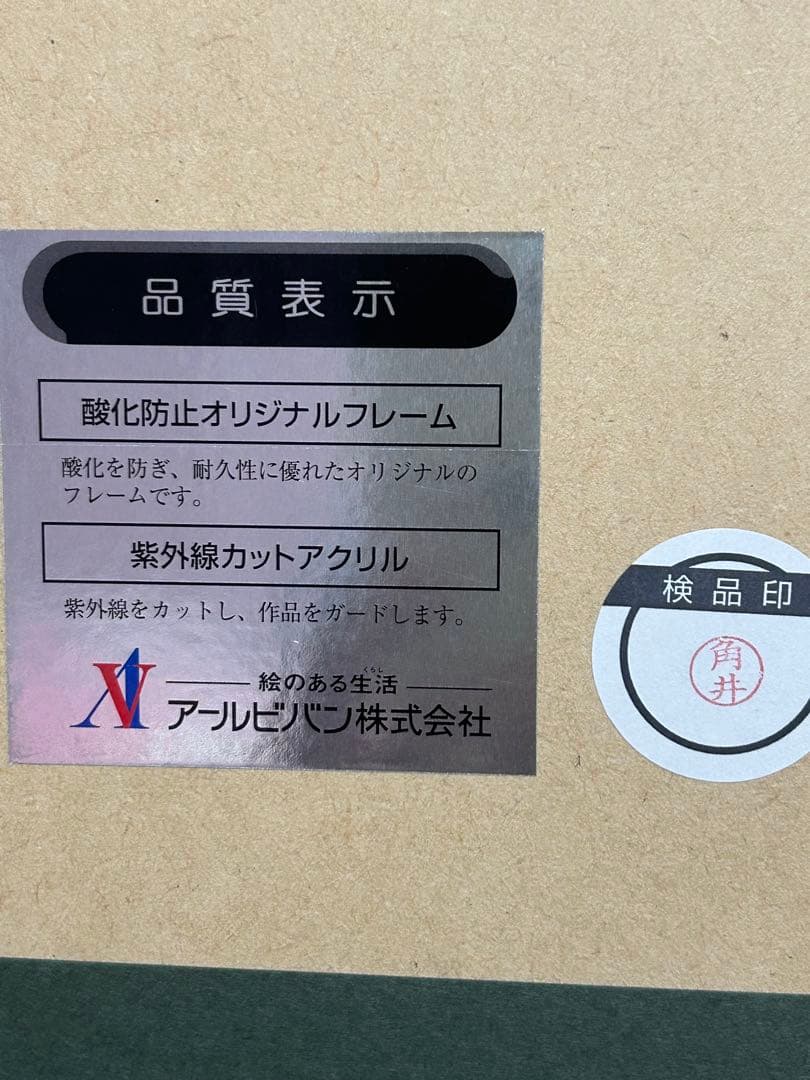 品質表示
酸化防止オリジナルフレーム
酸化を防ぎ、耐久性に優れたオリジナルの
フレームです。
紫外線カットアクリル
紫外線をカットし、作品をガードします。
AV
絵のある生活
くらし
アールビバン株式会社
検品印
角井